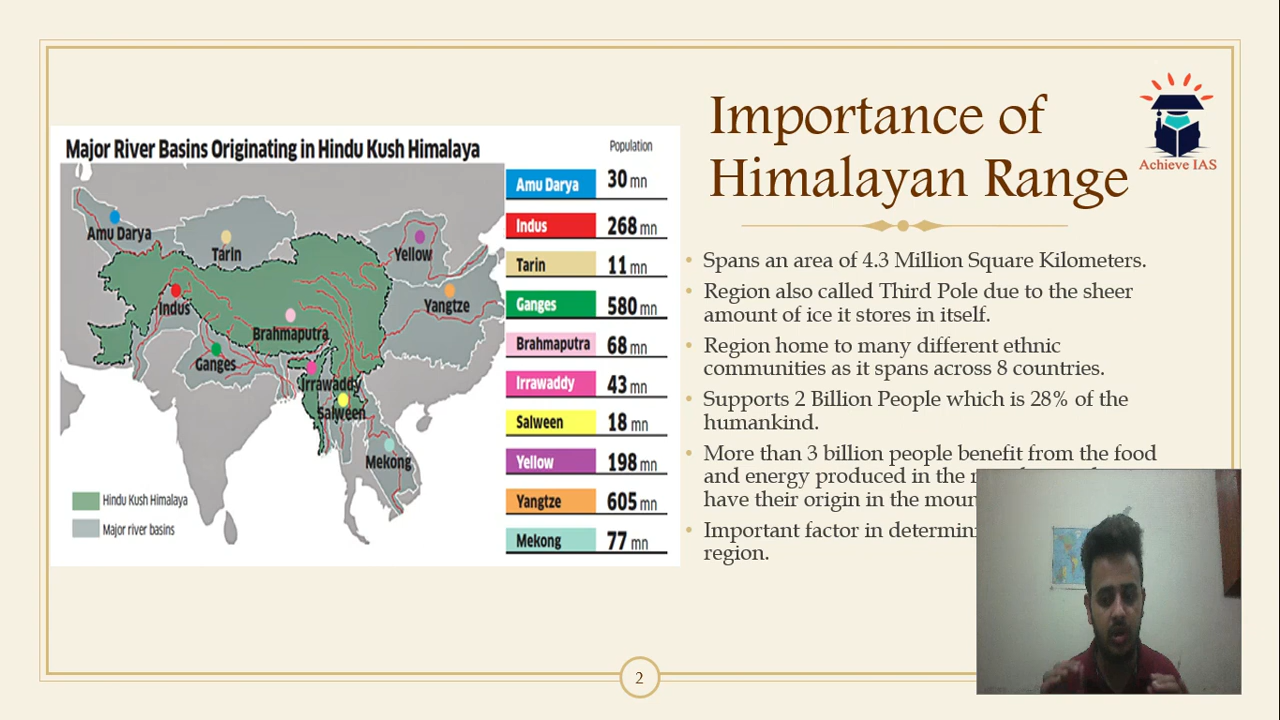 Major River Basins Originating in Hindu Kush Himalaya
Population
Amu Darya 30 mn
Indus 268 mn
Tarin 11 mn
Ganges 580 mn
Brahmaputra 68 mn
Irrawaddy 43 mn
Salween 18 mn
Yellow 198 mn
Yangtze 605 mn
Mekong 77 mn
Amu Darya
Tarin
Yellow
Indus
Yangtze
Brahmaputra
Ganges
Irrawaddy
Salween
Mekong
Hindu Kush Himalaya
Major river basins
Importance of
Himalayan Range
Achieve IAS
• Spans an area of 4.3 Million Square Kilometers.
• Region also called Third Pole due to the sheer
amount of ice it stores in itself.
• Region home to many different ethnic
communities as it spans across 8 countries.
• Supports 2 Billion People which is 28% of the
humankind.
• More than 3 billion people benefit from the food
and energy produced in the
have their origin in the
• Important factor in
region.
2